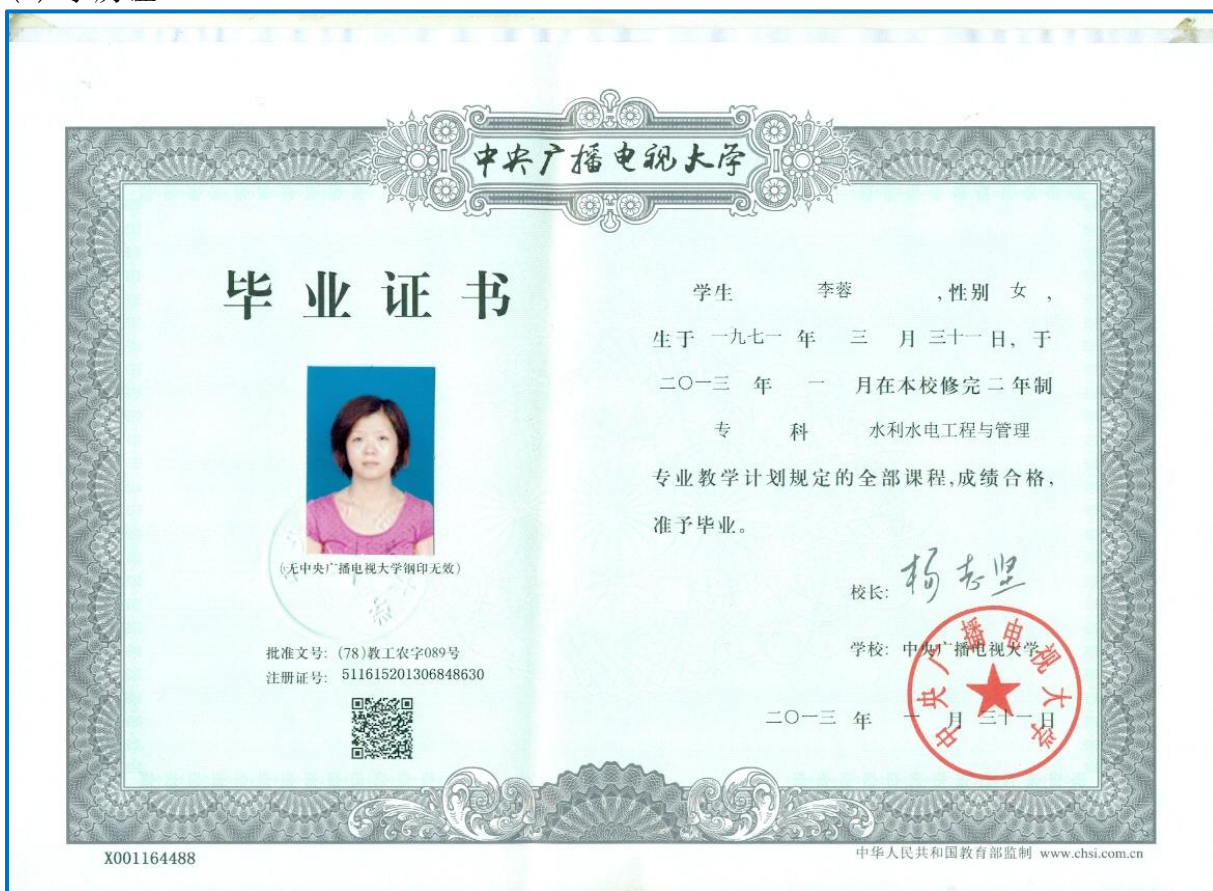 中央广播电视大学
毕业证书
(无中央广播电视大学钢印无效)
批准文号: (78)教工农字089号
注册证号: 511615201306848630
学生 李蓉 ,性别 女 ,
生于 一九七一 年 三 月 三十一 日, 于
二〇一三 年 一 月在本校修完 二 年制
专 科 水利水电工程与管理
专业教学计划规定的全部课程,成绩合格,
准予毕业。
校长: 杨志坚
学校: 中央广播电视大学
二〇一三 年 一 月 三十一 日
中央广播电视大学
X001164488
中华人民共和国教育部监制 www.chsi.com.cn